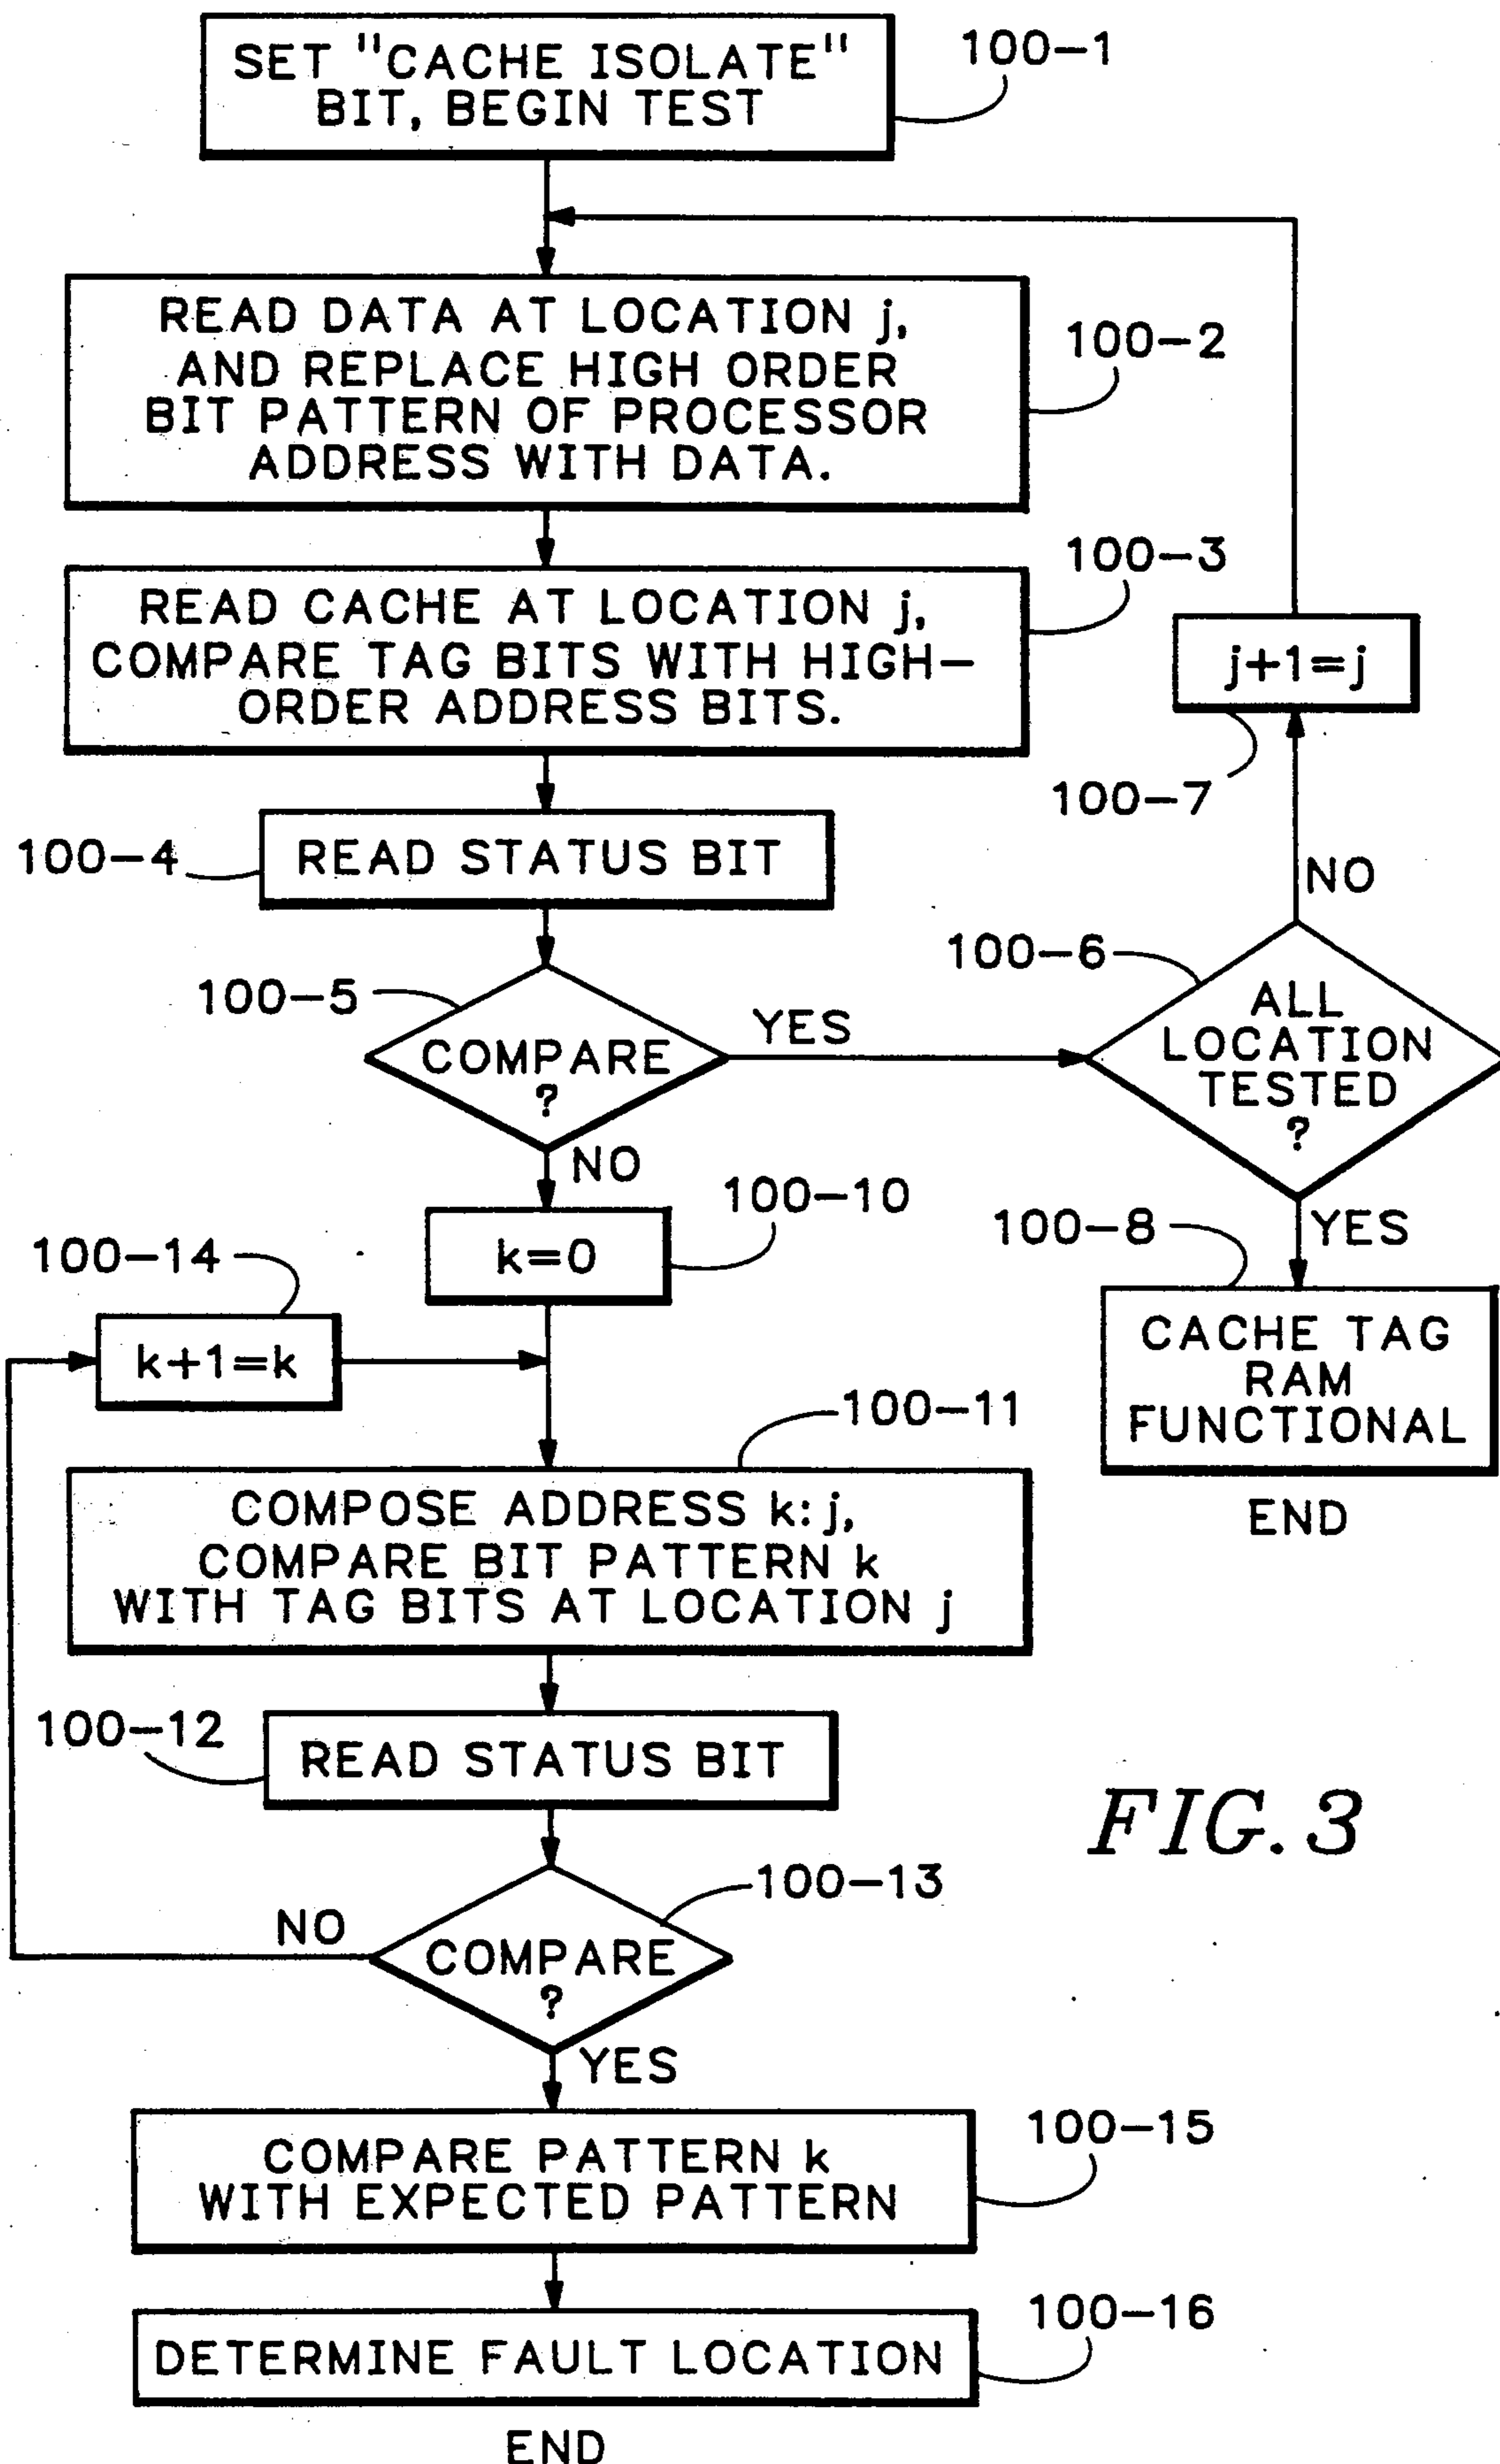 SET "CACHE ISOLATE"
BIT, BEGIN TEST
100-1
READ DATA AT LOCATION j,
AND REPLACE HIGH ORDER
BIT PATTERN OF PROCESSOR
ADDRESS WITH DATA.
100-2
READ CACHE AT LOCATION j,
COMPARE TAG BITS WITH HIGH-
ORDER ADDRESS BITS.
100-3
j+1=j
100-7
100-4
READ STATUS BIT
NO
100-5
COMPARE
?
YES
100-6
ALL
LOCATION
TESTED
?
NO
100-10
k=0
YES
100-8
CACHE TAG
RAM
FUNCTIONAL
END
100-14
k+1=k
100-11
COMPOSE ADDRESS k:j,
COMPARE BIT PATTERN k
WITH TAG BITS AT LOCATION j
100-12
READ STATUS BIT
FIG. 3
100-13
NO
COMPARE
?
YES
COMPARE PATTERN k
WITH EXPECTED PATTERN
100-15
DETERMINE FAULT LOCATION
100-16
END